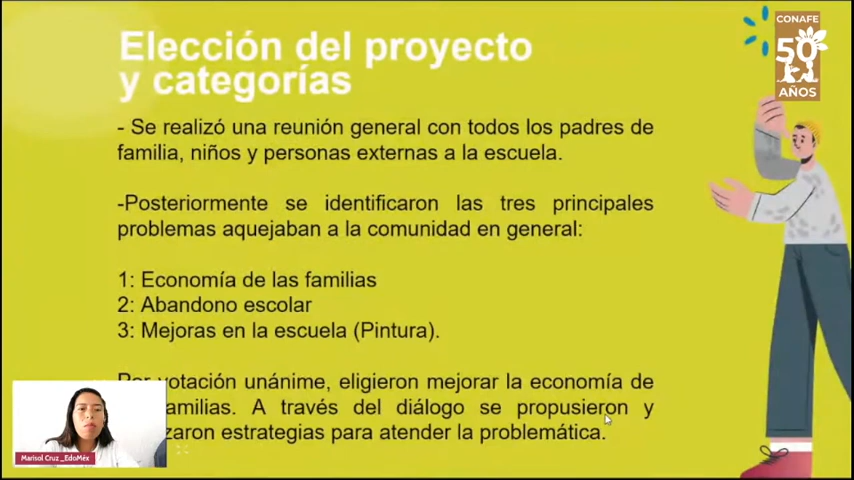 CONAFE
50
AÑOS
Elección del proyecto
y categorías
- Se realizó una reunión general con todos los padres de
familia, niños y personas externas a la escuela.
-Posteriormente se identificaron las tres principales
problemas aquejaban a la comunidad en general:
1: Economía de las familias
2: Abandono escolar
3: Mejoras en la escuela (Pintura).
Por votación unánime, eligieron mejorar la economía de
familias. A través del diálogo se propusieron y
zaron estrategias para atender la problemática.
Marisol Cruz _EdoMéx